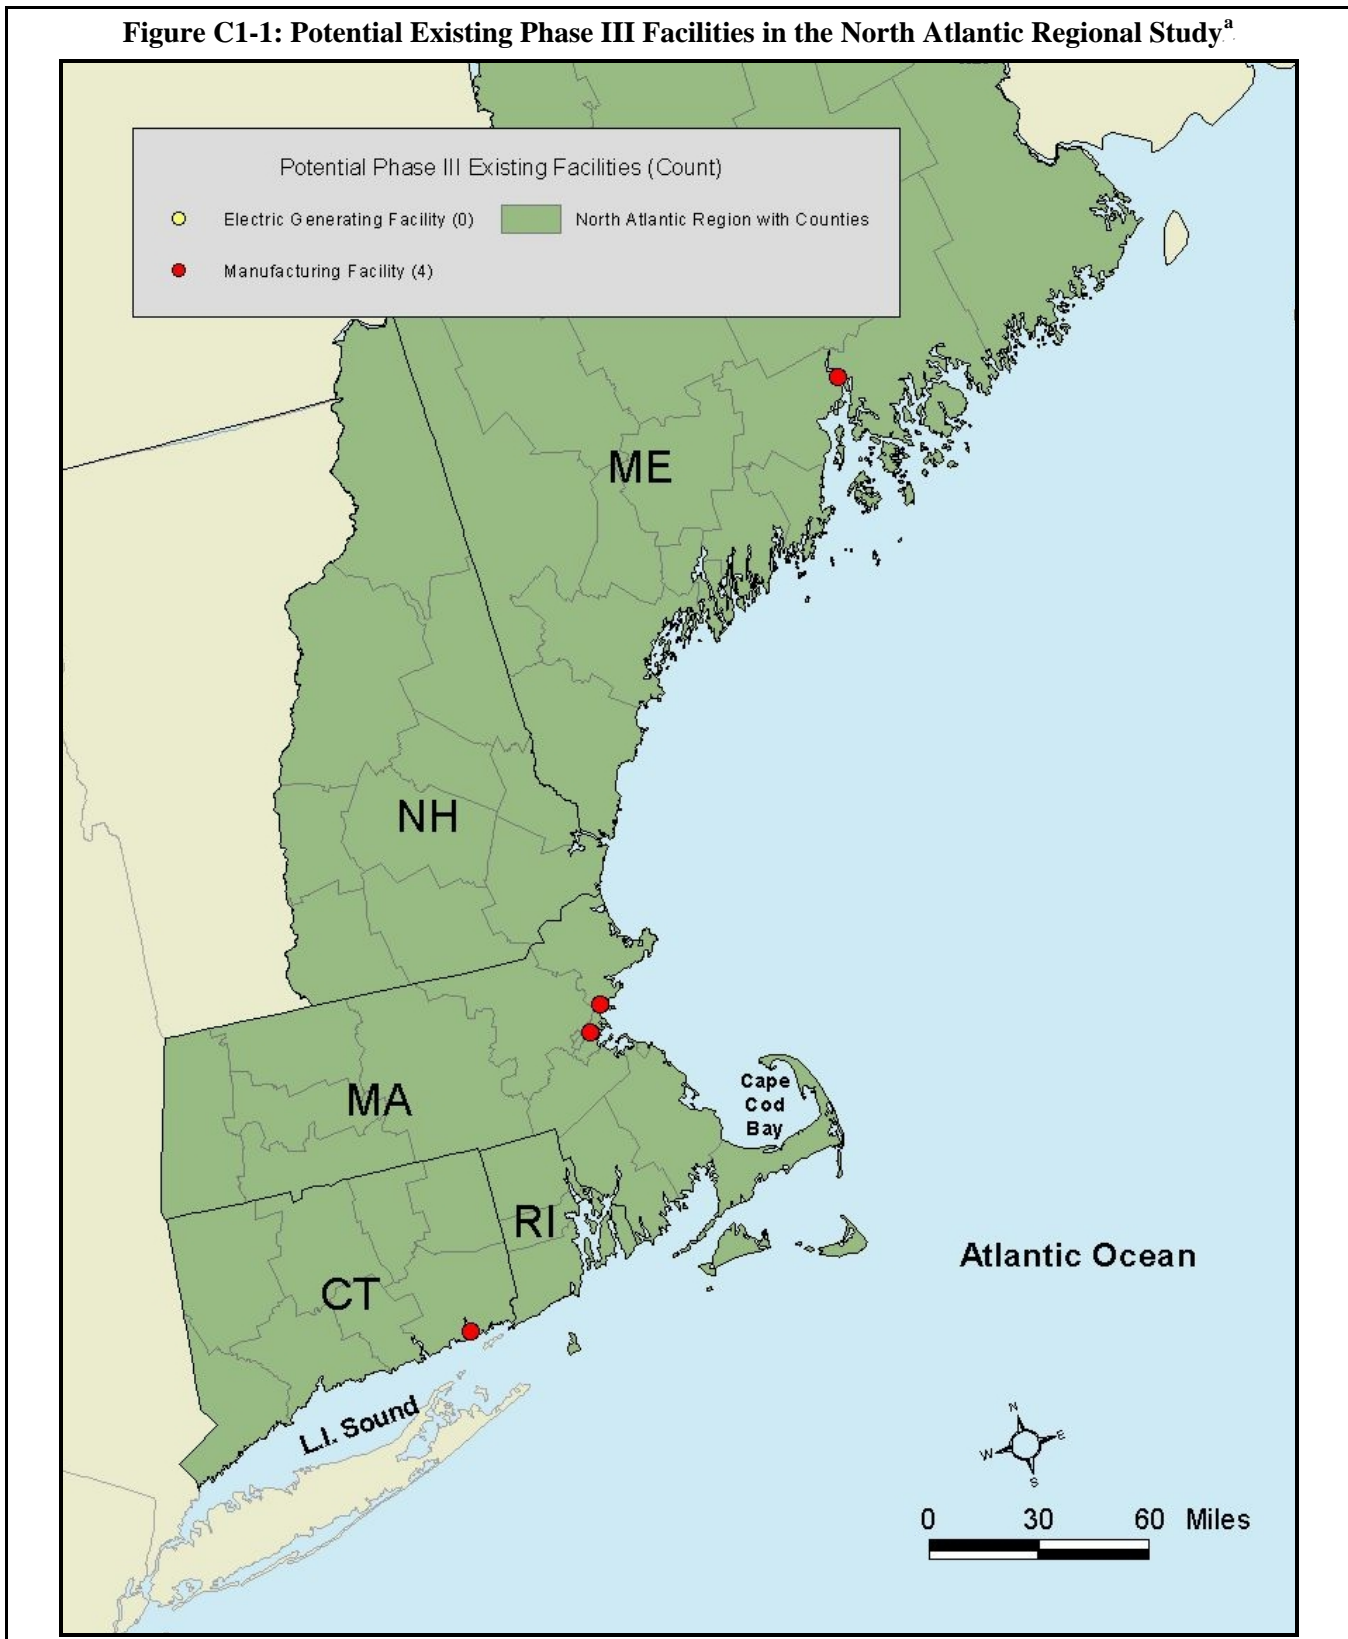 Figure C1-1: Potential Existing Phase III Facilities in the North Atlantic Regional Study a
Potential Phase III Existing Facilities (Count)
Electric Generating Facility (0)
North Atlantic Region with Counties
Manufacturing Facility (4)
ME
NH
MA
Cape
Cod
Bay
RI
CT
Atlantic Ocean
L.I. Sound
N
W
E
S
0 30 60 Miles